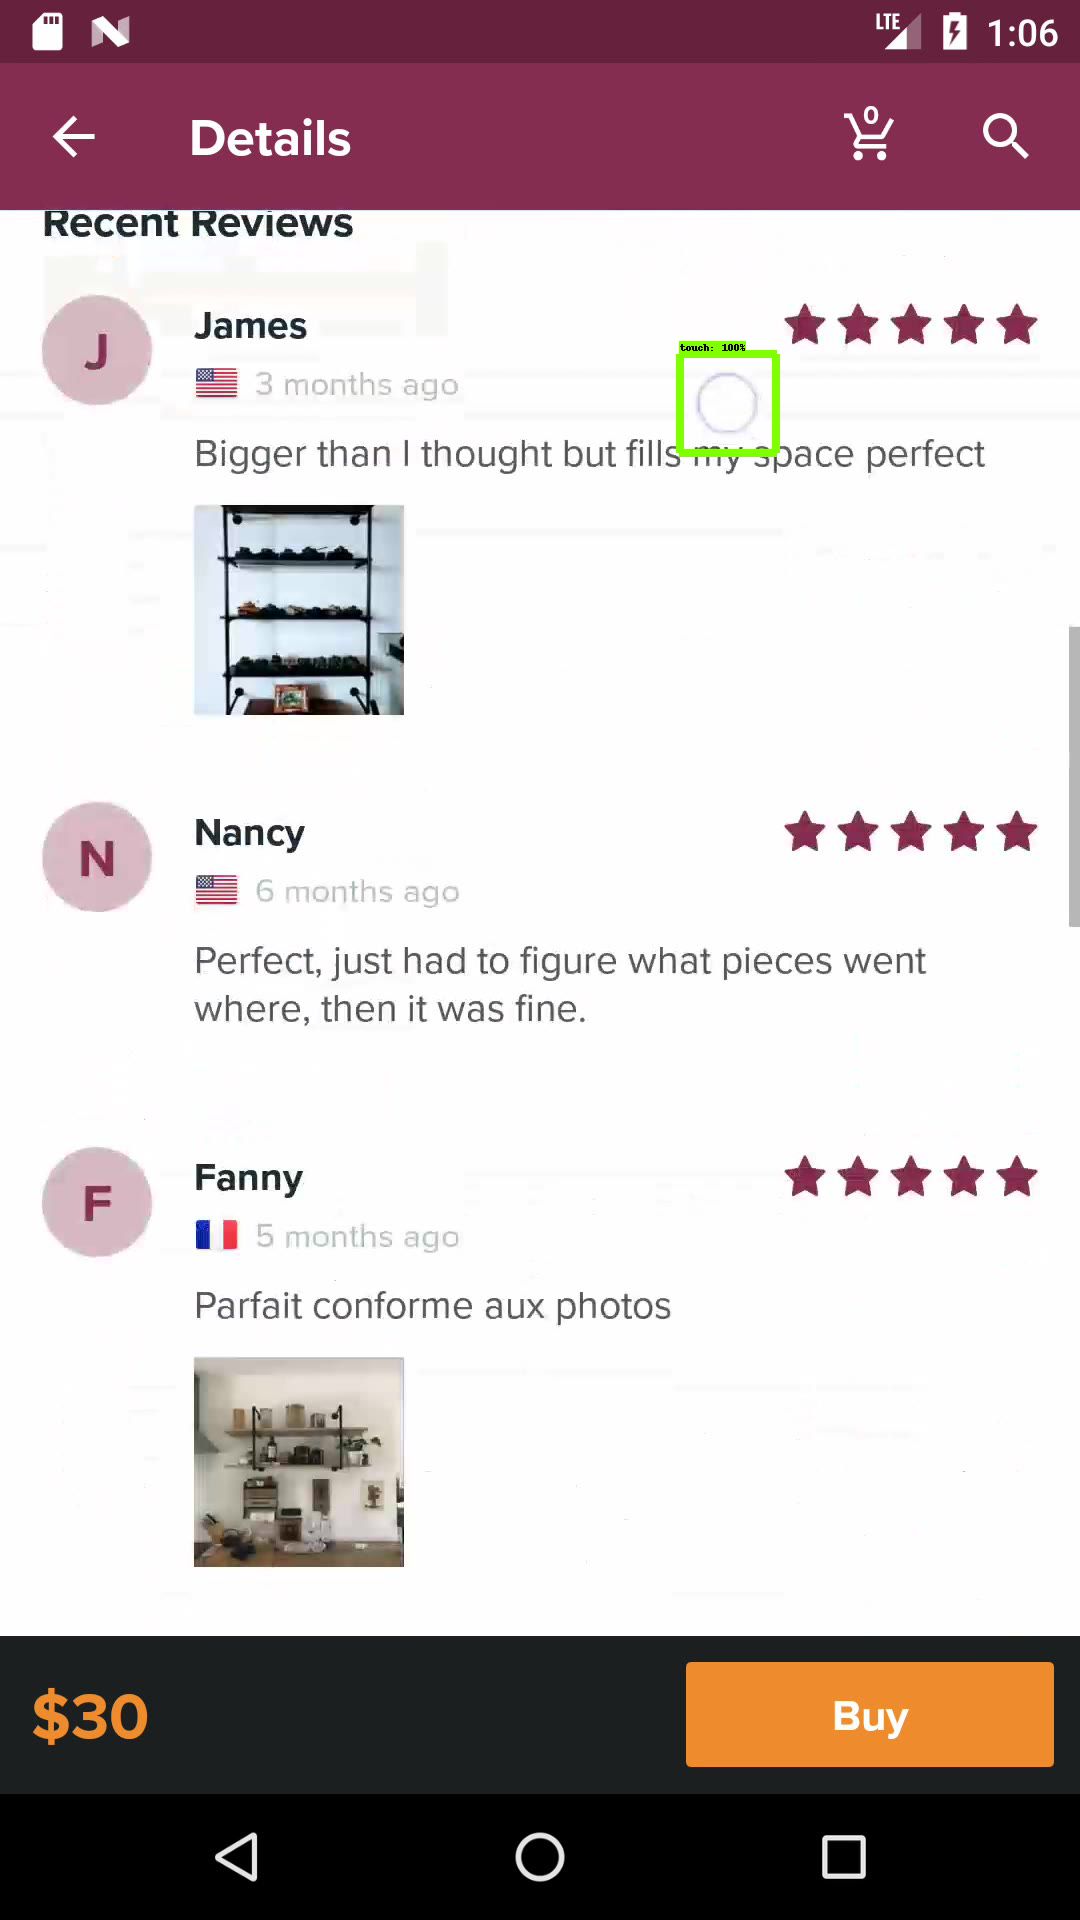 LTE 1:06
Details 0
Recent Reviews
J James
3 months ago
touch: 100%
Bigger than I thought but fills my space perfect
N Nancy
6 months ago
Perfect, just had to figure what pieces went
where, then it was fine.
F Fanny
5 months ago
Parfait conforme aux photos
$30 Buy